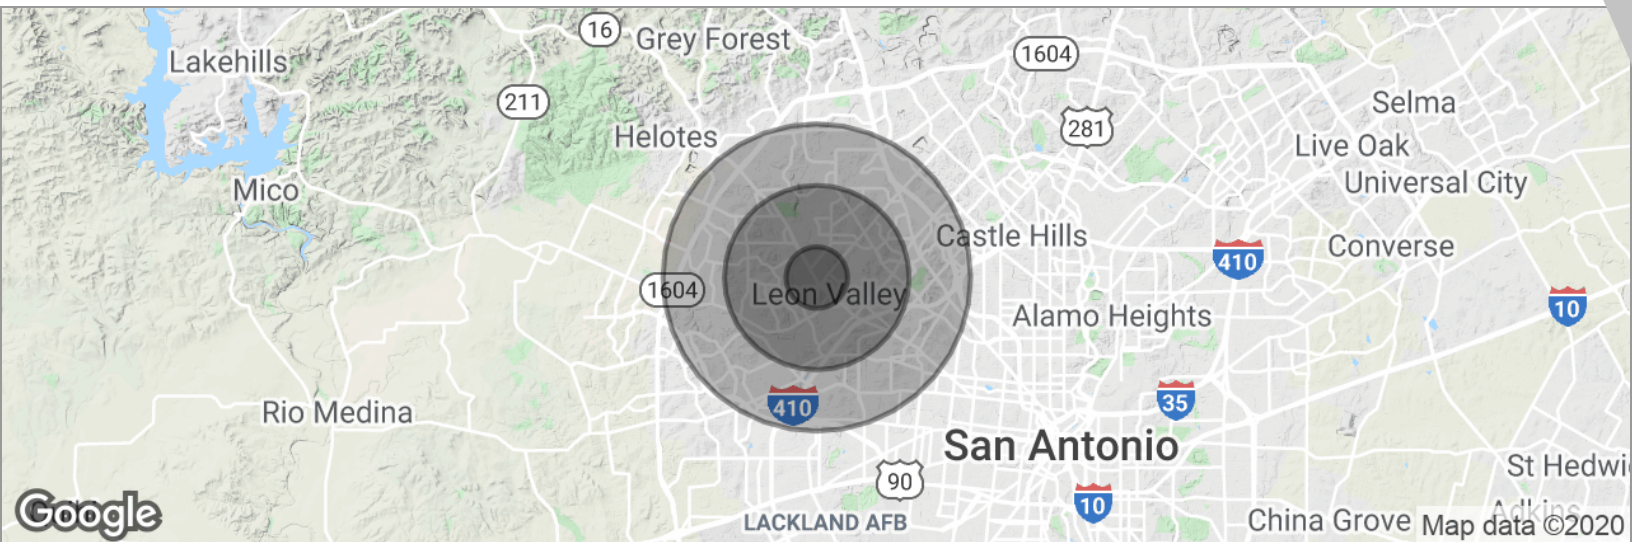 16
Grey Forest
1604
Lakehills
211
Selma
281
Helotes
Live Oak
Universal City
Mico
Castle Hills
Converse
410
1604
Leon Valley
10
Alamo Heights
410
35
Rio Medina
San Antonio
St Hedwi
90
10
Google
LACKLAND AFB
China Grove
Adkins
Map data ©2020